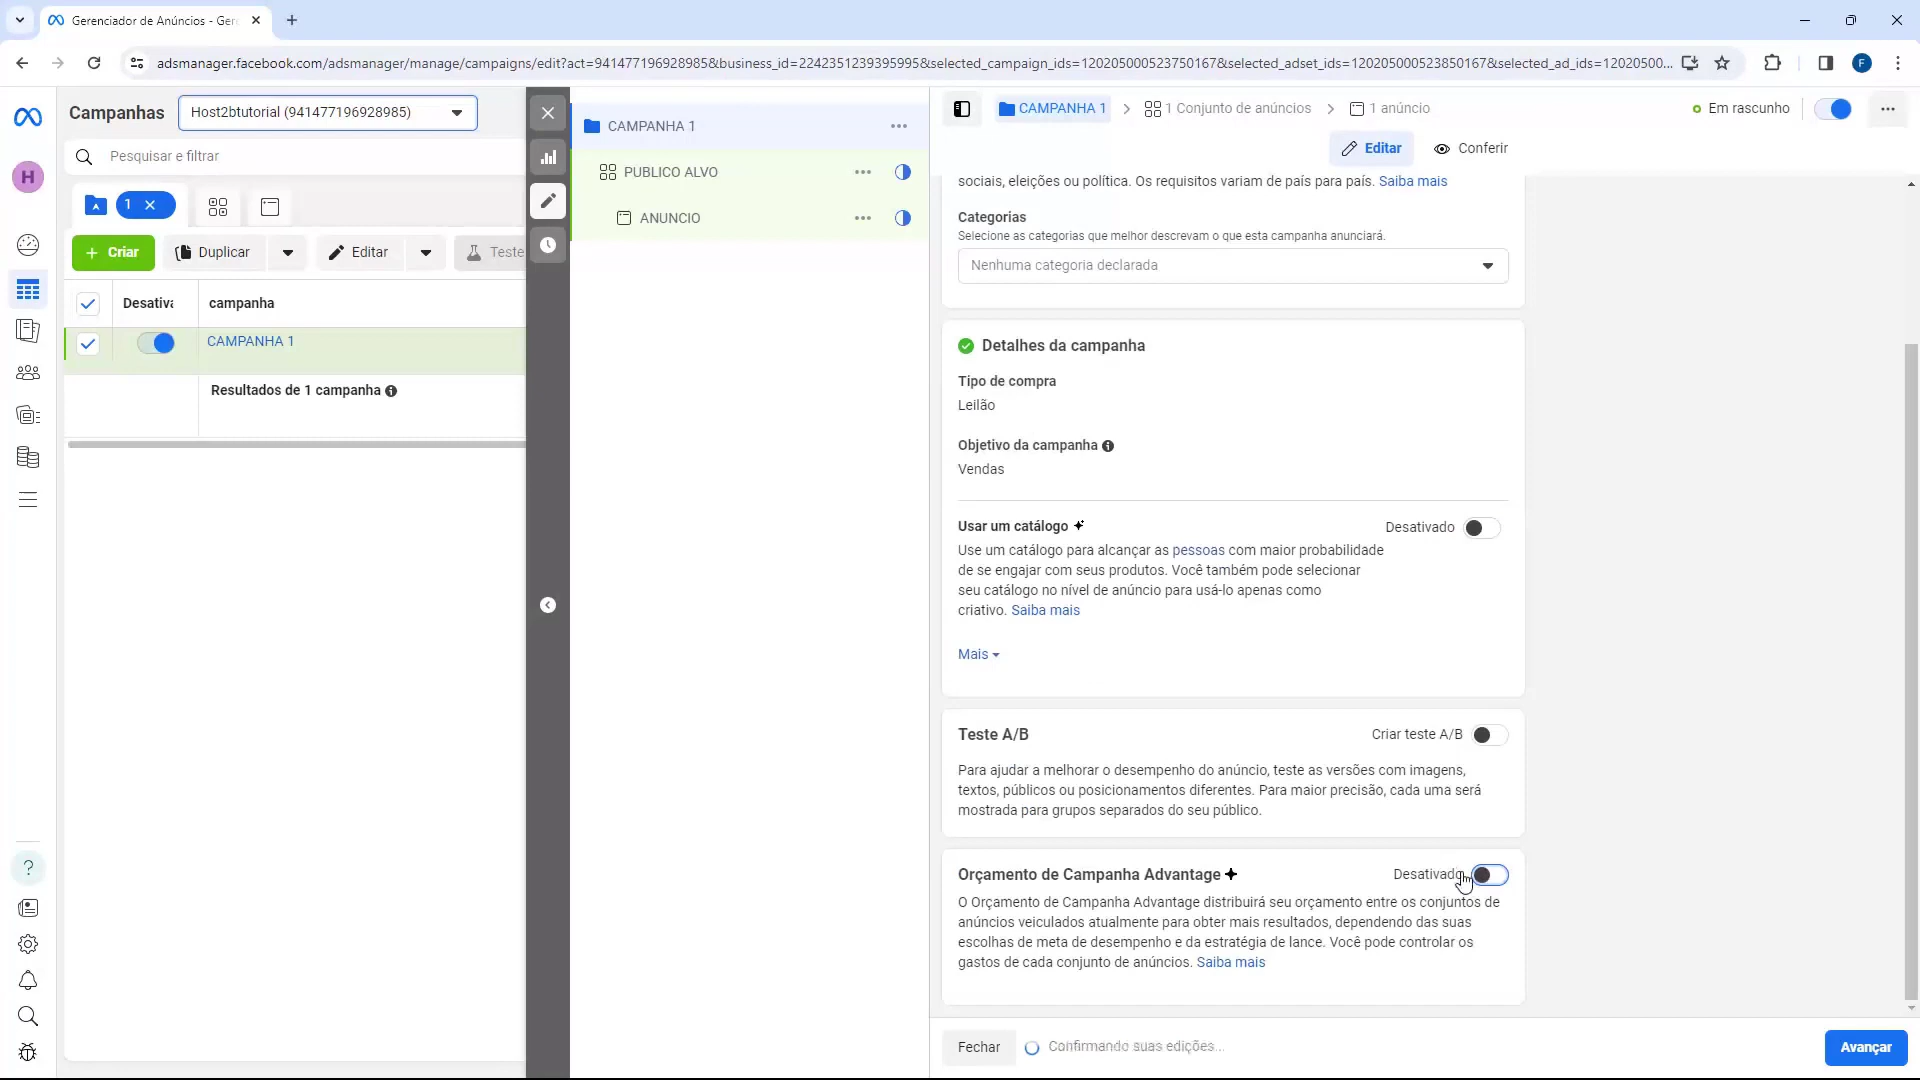 Gerenciador de Anúncios - Ger
adsmanager.facebook.com/adsmanager/manage/campaigns/edit?act=941477196928985&business_id=2242351239395995&selected_campaign_ids=120205000523750167&selected_adset_ids=120205000523850167&selected_ad_ids=12020500...
F
Campanhas
Host2btutorial (941477196928985)
H
Pesquisar e filtrar
1
Criar
Duplicar
Editar
Teste
Desativa
campanha
CAMPANHA 1
Resultados de 1 campanha
CAMPANHA 1
PUBLICO ALVO
ANUNCIO
CAMPANHA 1
1 Conjunto de anúncios
1 anúncio
Em rascunho
Editar
Conferir
sociais, eleições ou política. Os requisitos variam de país para país. Saiba mais
Categorias
Selecione as categorias que melhor descrevam o que esta campanha anunciará.
Nenhuma categoria declarada
Detalhes da campanha
Tipo de compra
Leilão
Objetivo da campanha
Vendas
Usar um catálogo
Desativado
Use um catálogo para alcançar as pessoas com maior probabilidade
de se engajar com seus produtos. Você também pode selecionar
seu catálogo no nível de anúncio para usá-lo apenas como
criativo. Saiba mais
Mais
Teste A/B
Criar teste A/B
Para ajudar a melhorar o desempenho do anúncio, teste as versões com imagens,
textos, públicos ou posicionamentos diferentes. Para maior precisão, cada uma será
mostrada para grupos separados do seu público.
Orçamento de Campanha Advantage
Desativado
O Orçamento de Campanha Advantage distribuirá seu orçamento entre os conjuntos de
anúncios veiculados atualmente para obter mais resultados, dependendo das suas
escolhas de meta de desempenho e da estratégia de lance. Você pode controlar os
gastos de cada conjunto de anúncios. Saiba mais
Fechar
Confirmando suas edições...
Avançar